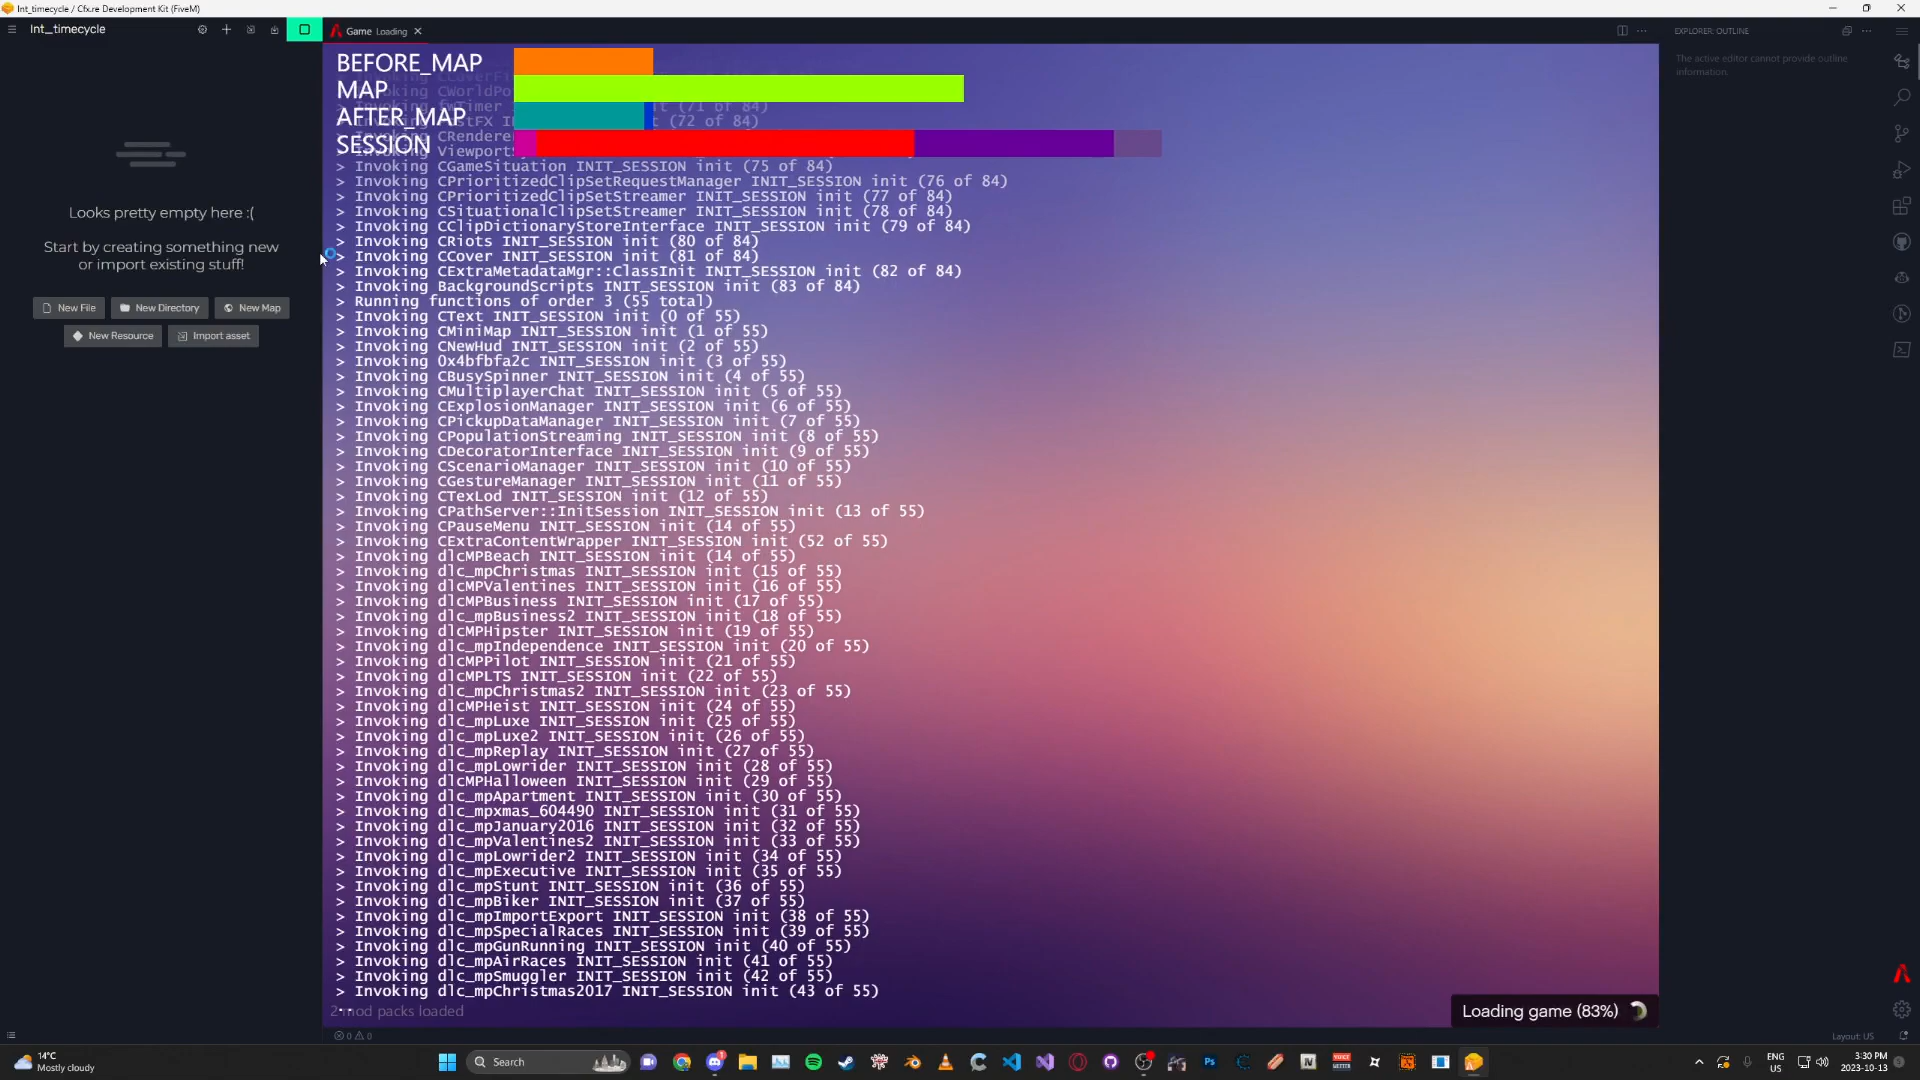 Int_timecycle / Cfx.re Development Kit (FiveM)
Int_timecycle
Game Loading
EXPLORER: OUTLINE
The active editor cannot provide outline
information.
BEFORE_MAP
MAP
AFTER_MAP
SESSION
Looks pretty empty here :(
Start by creating something new
or import existing stuff!
New File
New Directory
New Map
New Resource
Import asset
> Invoking CGameSituation INIT_SESSION init (75 of 84)
> Invoking CPrioritizedClipSetRequestManager INIT_SESSION init (76 of 84)
> Invoking CPrioritizedClipSetStreamer INIT_SESSION init (77 of 84)
> Invoking CSituationalClipSetStreamer INIT_SESSION init (78 of 84)
> Invoking CClipDictionaryStoreInterface INIT_SESSION init (79 of 84)
> Invoking CRiots INIT_SESSION init (80 of 84)
> Invoking CCover INIT_SESSION init (81 of 84)
> Invoking CExtraMetadataMgr::ClassInit INIT_SESSION init (82 of 84)
> Invoking BackgroundScripts INIT_SESSION init (83 of 84)
> Running functions of order 3 (55 total)
> Invoking CText INIT_SESSION init (0 of 55)
> Invoking CMiniMap INIT_SESSION init (1 of 55)
> Invoking CNewHud INIT_SESSION init (2 of 55)
> Invoking 0x4bfbfa2c INIT_SESSION init (3 of 55)
> Invoking CBusySpinner INIT_SESSION init (4 of 55)
> Invoking CMultiplayerChat INIT_SESSION init (5 of 55)
> Invoking CExplosionManager INIT_SESSION init (6 of 55)
> Invoking CPickupDataManager INIT_SESSION init (7 of 55)
> Invoking CPopulationStreaming INIT_SESSION init (8 of 55)
> Invoking CDecoratorInterface INIT_SESSION init (9 of 55)
> Invoking CScenarioManager INIT_SESSION init (10 of 55)
> Invoking CGestureManager INIT_SESSION init (11 of 55)
> Invoking CTexLod INIT_SESSION init (12 of 55)
> Invoking CPathServer::InitSession INIT_SESSION init (13 of 55)
> Invoking CPauseMenu INIT_SESSION init (14 of 55)
> Invoking CExtraContentWrapper INIT_SESSION init (52 of 55)
> Invoking dlcMPBeach INIT_SESSION init (14 of 55)
> Invoking dlc_mpChristmas INIT_SESSION init (15 of 55)
> Invoking dlcMPValentines INIT_SESSION init (16 of 55)
> Invoking dlcMPBusiness INIT_SESSION init (17 of 55)
> Invoking dlc_mpBusiness2 INIT_SESSION init (18 of 55)
> Invoking dlcMPHipster INIT_SESSION init (19 of 55)
> Invoking dlc_mpIndependence INIT_SESSION init (20 of 55)
> Invoking dlcMPPilot INIT_SESSION init (21 of 55)
> Invoking dlcMPLTS INIT_SESSION init (22 of 55)
> Invoking dlc_mpChristmas2 INIT_SESSION init (23 of 55)
> Invoking dlcMPHeist INIT_SESSION init (24 of 55)
> Invoking dlc_mpLuxe INIT_SESSION init (25 of 55)
> Invoking dlc_mpLuxe2 INIT_SESSION init (26 of 55)
> Invoking dlc_mpReplay INIT_SESSION init (27 of 55)
> Invoking dlc_mpLowrider INIT_SESSION init (28 of 55)
> Invoking dlcMPHalloween INIT_SESSION init (29 of 55)
> Invoking dlc_mpApartment INIT_SESSION init (30 of 55)
> Invoking dlc_mpxmas_604490 INIT_SESSION init (31 of 55)
> Invoking dlc_mpJanuary2016 INIT_SESSION init (32 of 55)
> Invoking dlc_mpValentines2 INIT_SESSION init (33 of 55)
> Invoking dlc_mpLowrider2 INIT_SESSION init (34 of 55)
> Invoking dlc_mpExecutive INIT_SESSION init (35 of 55)
> Invoking dlc_mpStunt INIT_SESSION init (36 of 55)
> Invoking dlc_mpBiker INIT_SESSION init (37 of 55)
> Invoking dlc_mpImportExport INIT_SESSION init (38 of 55)
> Invoking dlc_mpSpecialRaces INIT_SESSION init (39 of 55)
> Invoking dlc_mpGunRunning INIT_SESSION init (40 of 55)
> Invoking dlc_mpAirRaces INIT_SESSION init (41 of 55)
> Invoking dlc_mpSmuggler INIT_SESSION init (42 of 55)
> Invoking dlc_mpChristmas2017 INIT_SESSION init (43 of 55)
2 mod packs loaded
Loading game (83%)
0 0
Layout: US
14°C
Mostly cloudy
Search
ENG
US
3:30 PM
2023-10-13